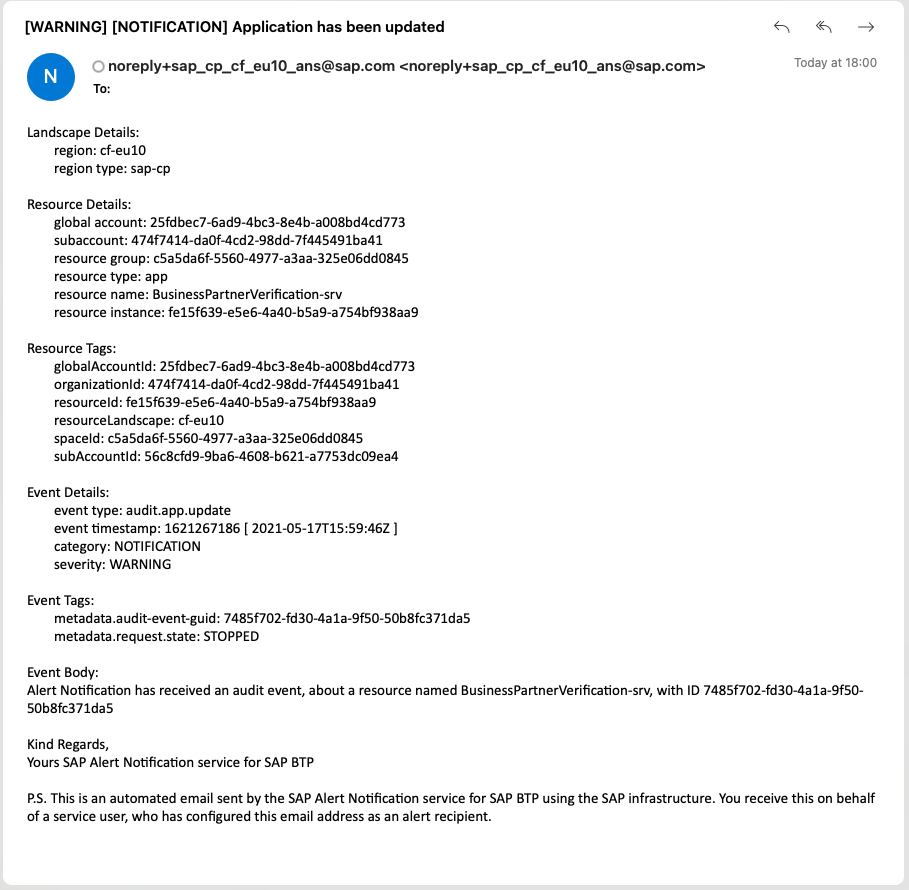 [WARNING] [NOTIFICATION] Application has been updated
N
noreply+sap_cp_cf_eu10_ans@sap.com <noreply+sap_cp_cf_eu10_ans@sap.com>
Today at 18:00
To:
Landscape Details:
region: cf-eu10
region type: sap-cp
Resource Details:
global account: 25fdbec7-6ad9-4bc3-8e4b-a008bd4cd773
subaccount: 474f7414-da0f-4cd2-98dd-7f445491ba41
resource group: c5a5da6f-5560-4977-a3aa-325e06dd0845
resource type: app
resource name: BusinessPartnerVerification-srv
resource instance: fe15f639-e5e6-4a40-b5a9-a754bf938aa9
Resource Tags:
globalAccountId: 25fdbec7-6ad9-4bc3-8e4b-a008bd4cd773
organizationId: 474f7414-da0f-4cd2-98dd-7f445491ba41
resourceId: fe15f639-e5e6-4a40-b5a9-a754bf938aa9
resourceLandscape: cf-eu10
spaceId: c5a5da6f-5560-4977-a3aa-325e06dd0845
subAccountId: 56c8cfd9-9ba6-4608-b621-a7753dc09ea4
Event Details:
event type: audit.app.update
event timestamp: 1621267186 [ 2021-05-17T15:59:46Z ]
category: NOTIFICATION
severity: WARNING
Event Tags:
metadata.audit-event-guid: 7485f702-fd30-4a1a-9f50-50b8fc371da5
metadata.request.state: STOPPED
Event Body:
Alert Notification has received an audit event, about a resource named BusinessPartnerVerification-srv, with ID 7485f702-fd30-4a1a-9f50-
50b8fc371da5
Kind Regards,
Yours SAP Alert Notification service for SAP BTP
P.S. This is an automated email sent by the SAP Alert Notification service for SAP BTP using the SAP infrastructure. You receive this on behalf
of a service user, who has configured this email address as an alert recipient.